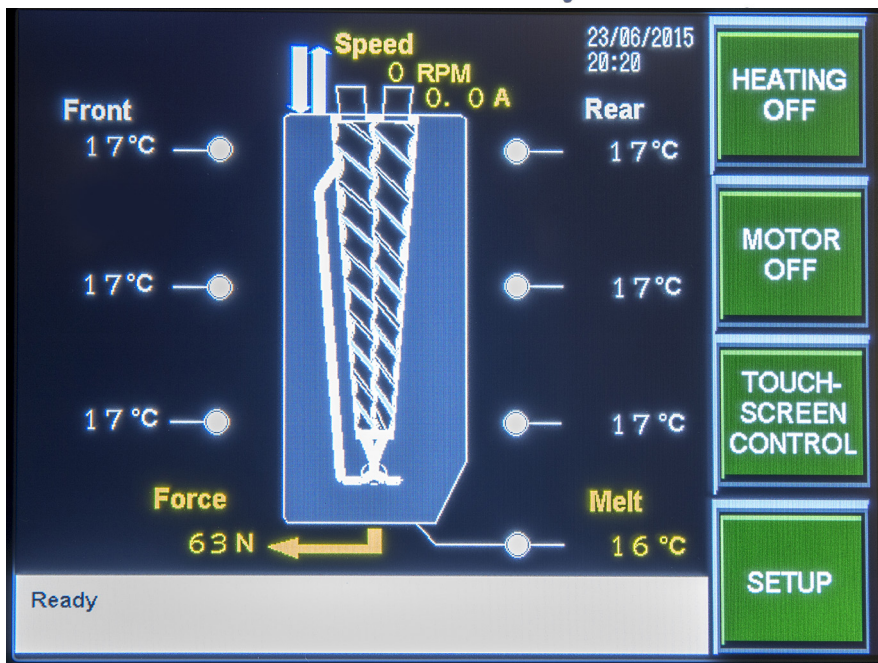 Speed
0 RPM
0.0 A
23/06/2015
20:20
Front
Rear
17°C
17°C
17°C
17°C
17°C
17°C
Force
Melt
63 N
16°C
Ready
HEATING
OFF
MOTOR
OFF
TOUCH-
SCREEN
CONTROL
SETUP